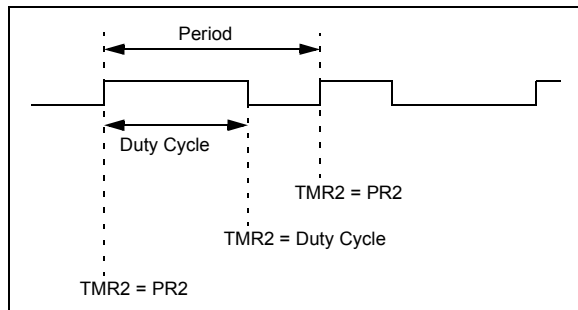 Period
Duty Cycle
TMR2 = PR2
TMR2 = Duty Cycle
TMR2 = PR2